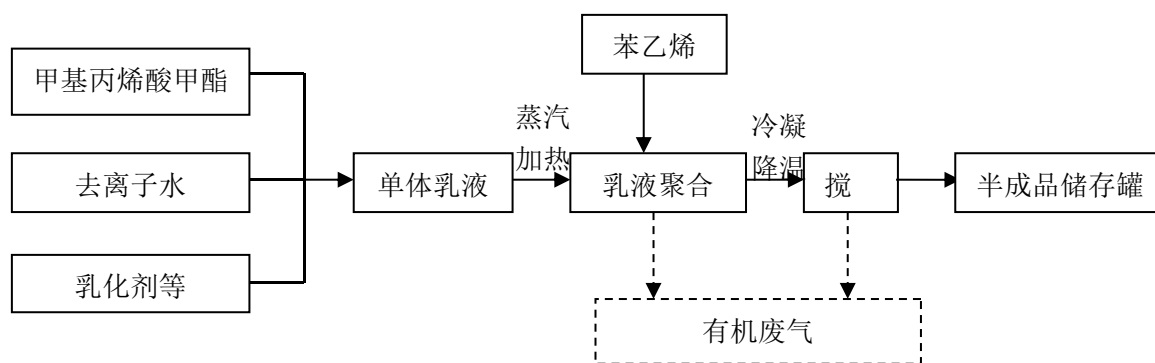 苯乙烯
甲基丙烯酸甲酯
蒸汽
加热
冷凝
降温
去离子水
单体乳液
乳液聚合
搅
半成品储存罐
乳化剂等
有机废气